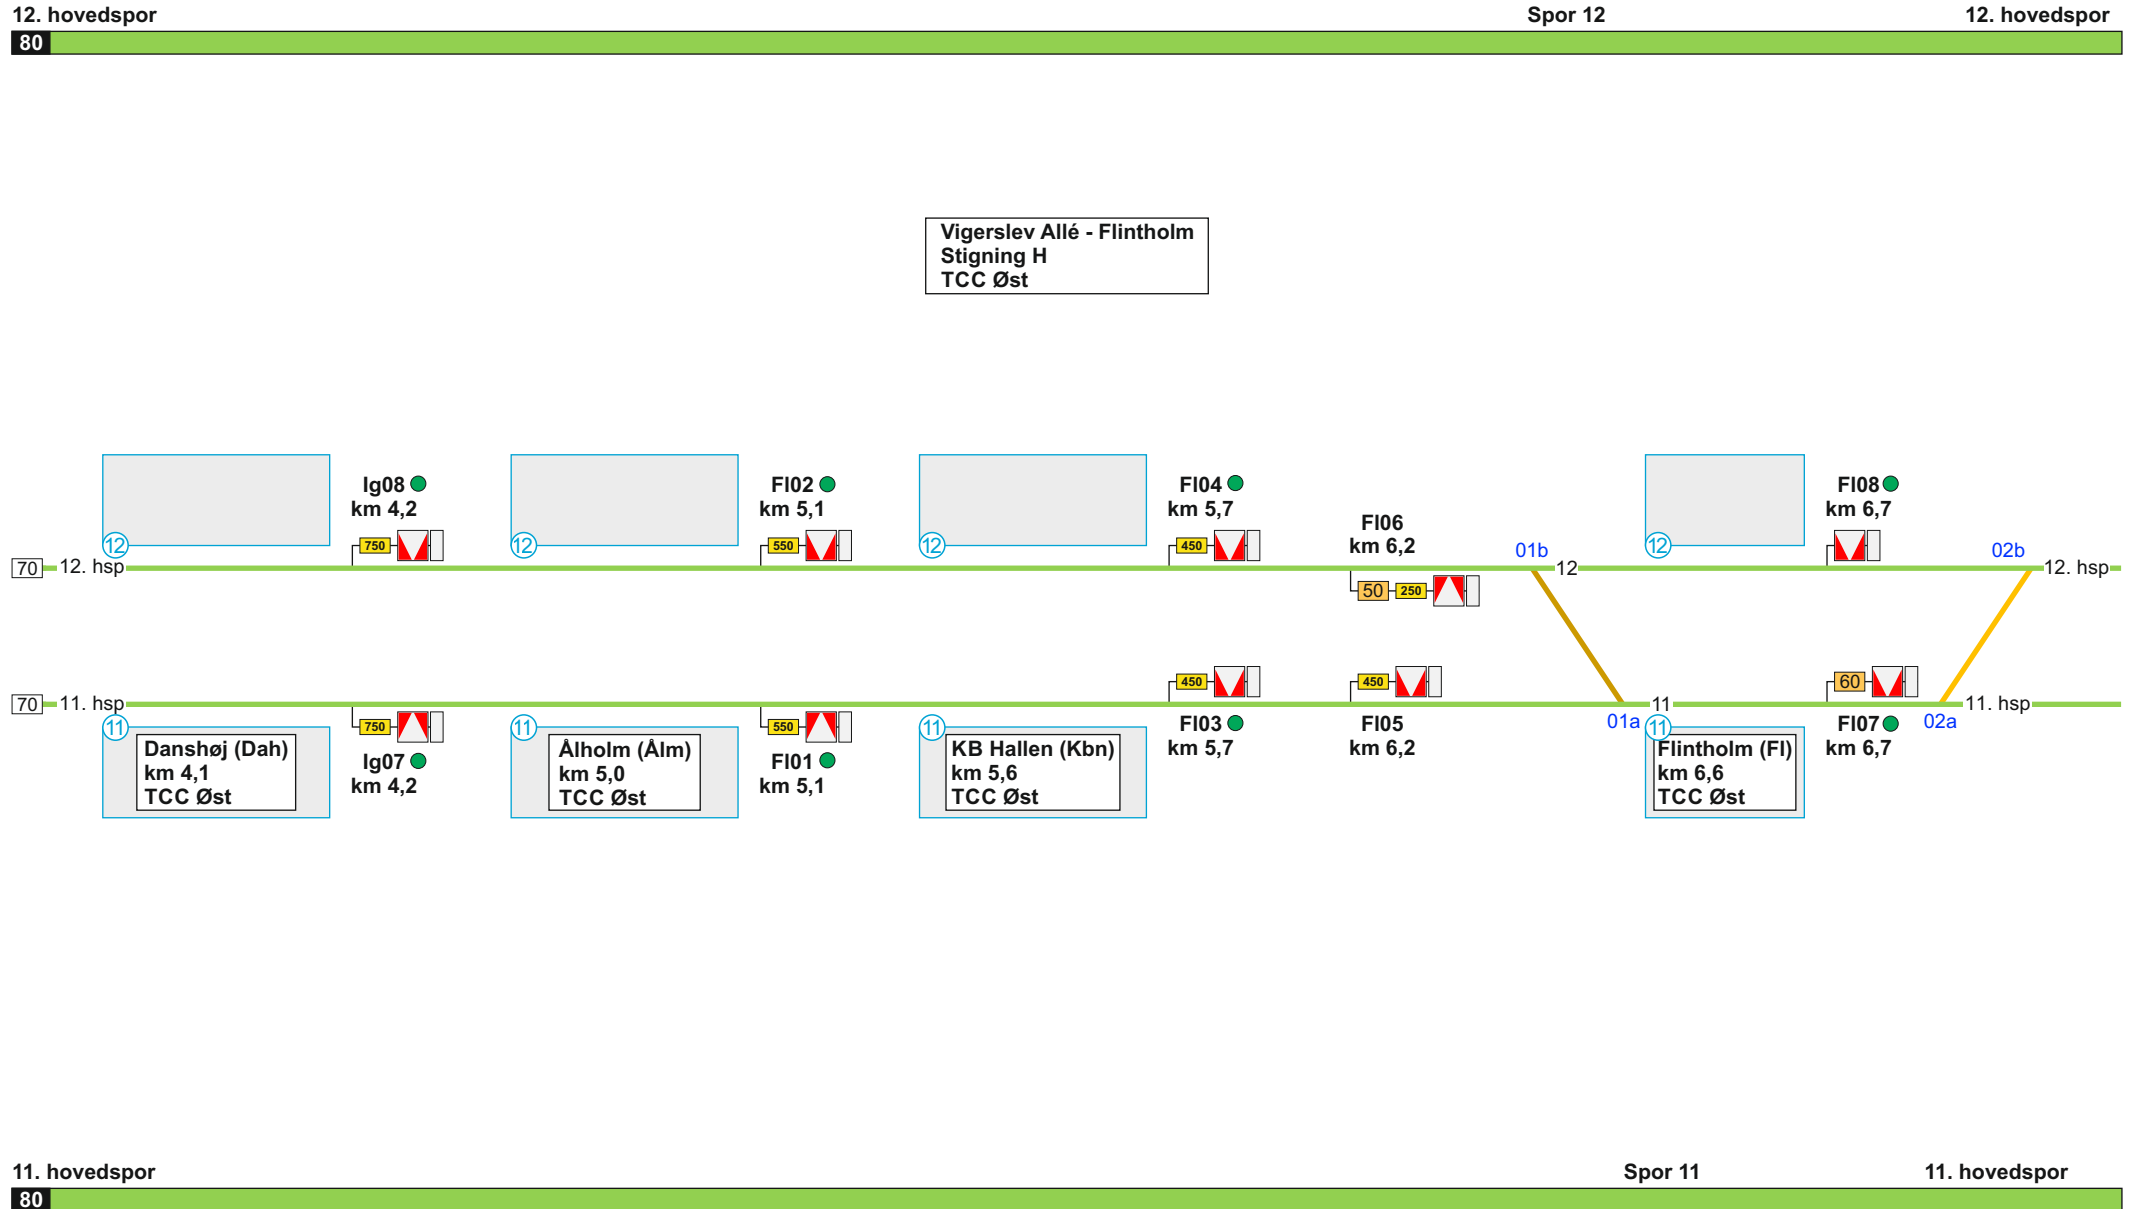 12. hovedspor
Spor 12
12. hovedspor
80
Vigerslev Allé - Flintholm
Stigning H
TCC Øst
Ig08
km 4,2
Fl02
km 5,1
Fl04
km 5,7
Fl06
km 6,2
Fl08
km 6,7
12
750
12
550
12
450
01b
12
02b
70
12. hsp
12
12. hsp
50
250
450
450
60
70
11. hsp
11
11. hsp
11
750
11
550
11
01a
11
02a
Danshøj (Dah)
km 4,1
TCC Øst
Ig07
km 4,2
Ålholm (Ålm)
km 5,0
TCC Øst
Fl01
km 5,1
KB Hallen (Kbn)
km 5,6
TCC Øst
Fl03
km 5,7
Fl05
km 6,2
Flintholm (Fl)
km 6,6
TCC Øst
Fl07
km 6,7
11. hovedspor
Spor 11
11. hovedspor
80